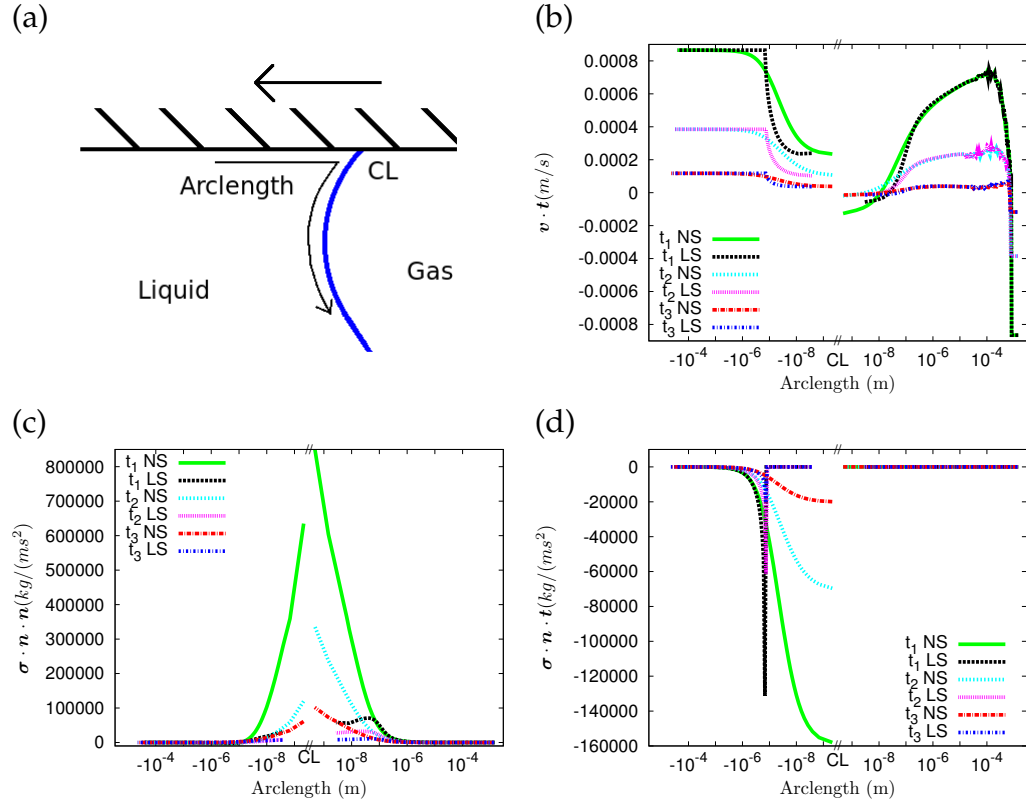 (a)
Arclength
CL
Liquid
Gas
(b)
v · t(m/s)
0.0008
0.0006
0.0004
0.0002
0
-0.0002
-0.0004
-0.0006
-0.0008
t₁ NS
t₁ LS
t₂ NS
t₂ LS
t₃ NS
t₃ LS
-10⁻⁴ -10⁻⁶ -10⁻⁸ CL 10⁻⁸ 10⁻⁶ 10⁻⁴
Arclength (m)
(c)
σ · n · n(kg/(ms²)
800000
700000
600000
500000
400000
300000
200000
100000
0
t₁ NS
t₁ LS
t₂ NS
t₂ LS
t₃ NS
t₃ LS
-10⁻⁴ -10⁻⁶ -10⁻⁸ CL 10⁻⁸ 10⁻⁶ 10⁻⁴
Arclength (m)
(d)
σ · n · t(kg/(ms²)
0
-20000
-40000
-60000
-80000
-100000
-120000
-140000
-160000
t₁ NS
t₁ LS
t₂ NS
t₂ LS
t₃ NS
t₃ LS
-10⁻⁴ -10⁻⁶ -10⁻⁸ CL 10⁻⁸ 10⁻⁶ 10⁻⁴
Arclength (m)